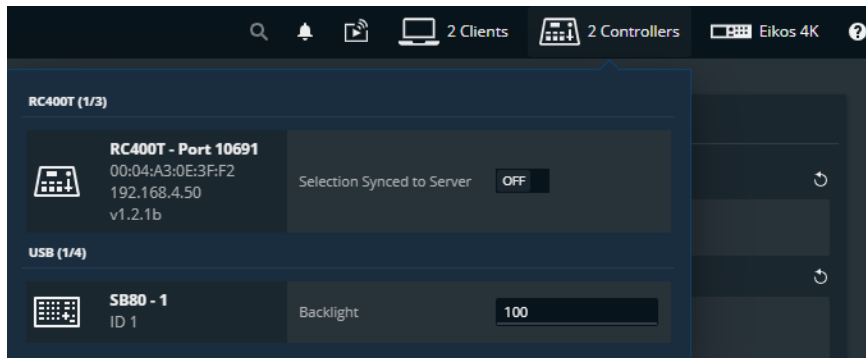 2 Clients
2 Controllers
Eikos 4K
RC400T (1/3)
RC400T - Port 10691
00:04:A3:0E:3F:F2
192.168.4.50
v1.2.1b
Selection Synced to Server
OFF
USB (1/4)
SB80 - 1
ID 1
Backlight
100